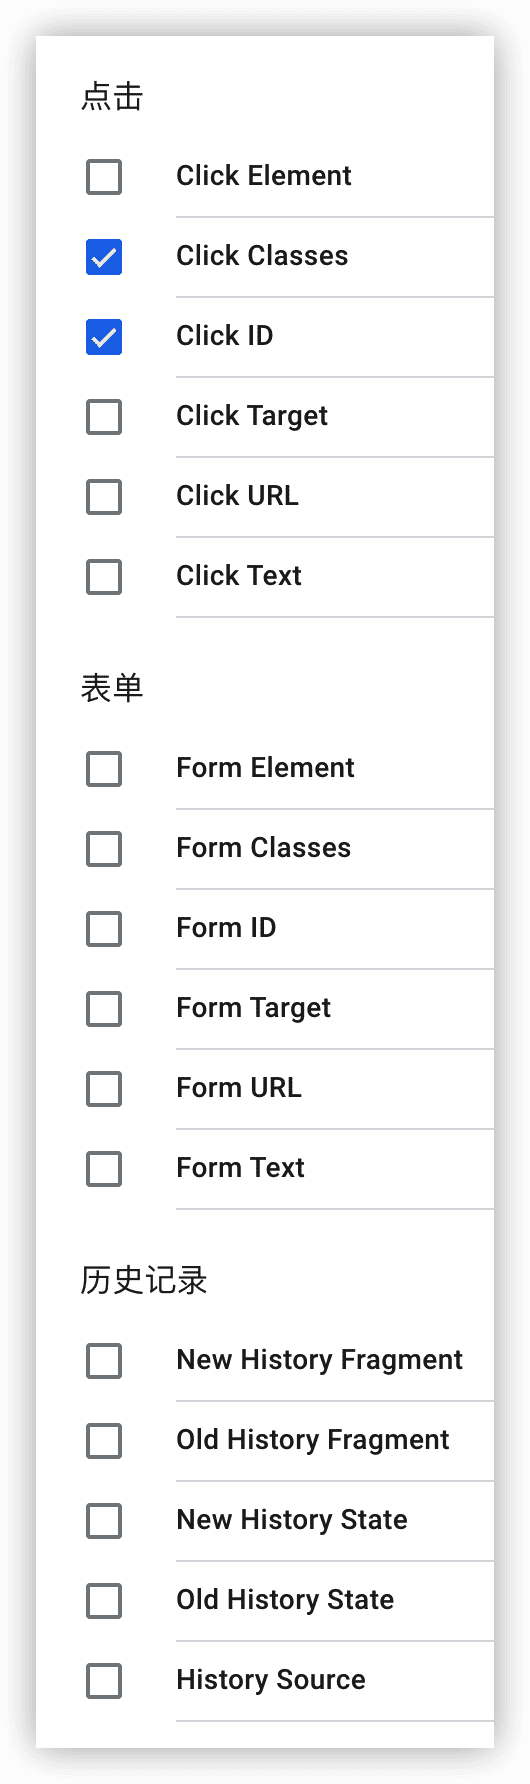 点击
Click Element
Click Classes
Click ID
Click Target
Click URL
Click Text
表单
Form Element
Form Classes
Form ID
Form Target
Form URL
Form Text
历史记录
New History Fragment
Old History Fragment
New History State
Old History State
History Source